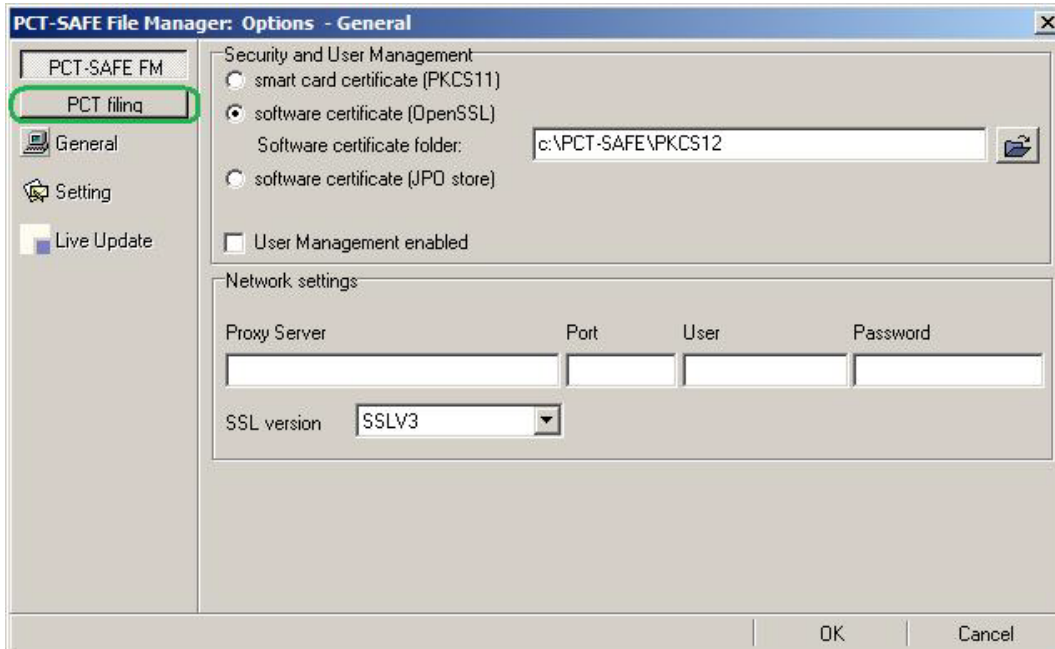 PCT-SAFE File Manager: Options - General
PCT-SAFE FM
PCT filing
General
Setting
Live Update
Security and User Management
smart card certificate (PKCS11)
software certificate (OpenSSL)
Software certificate folder: c:\PCT-SAFE\PKCS12
software certificate (JPO store)
User Management enabled
Network settings
Proxy Server Port User Password
SSL version SSLV3
OK Cancel